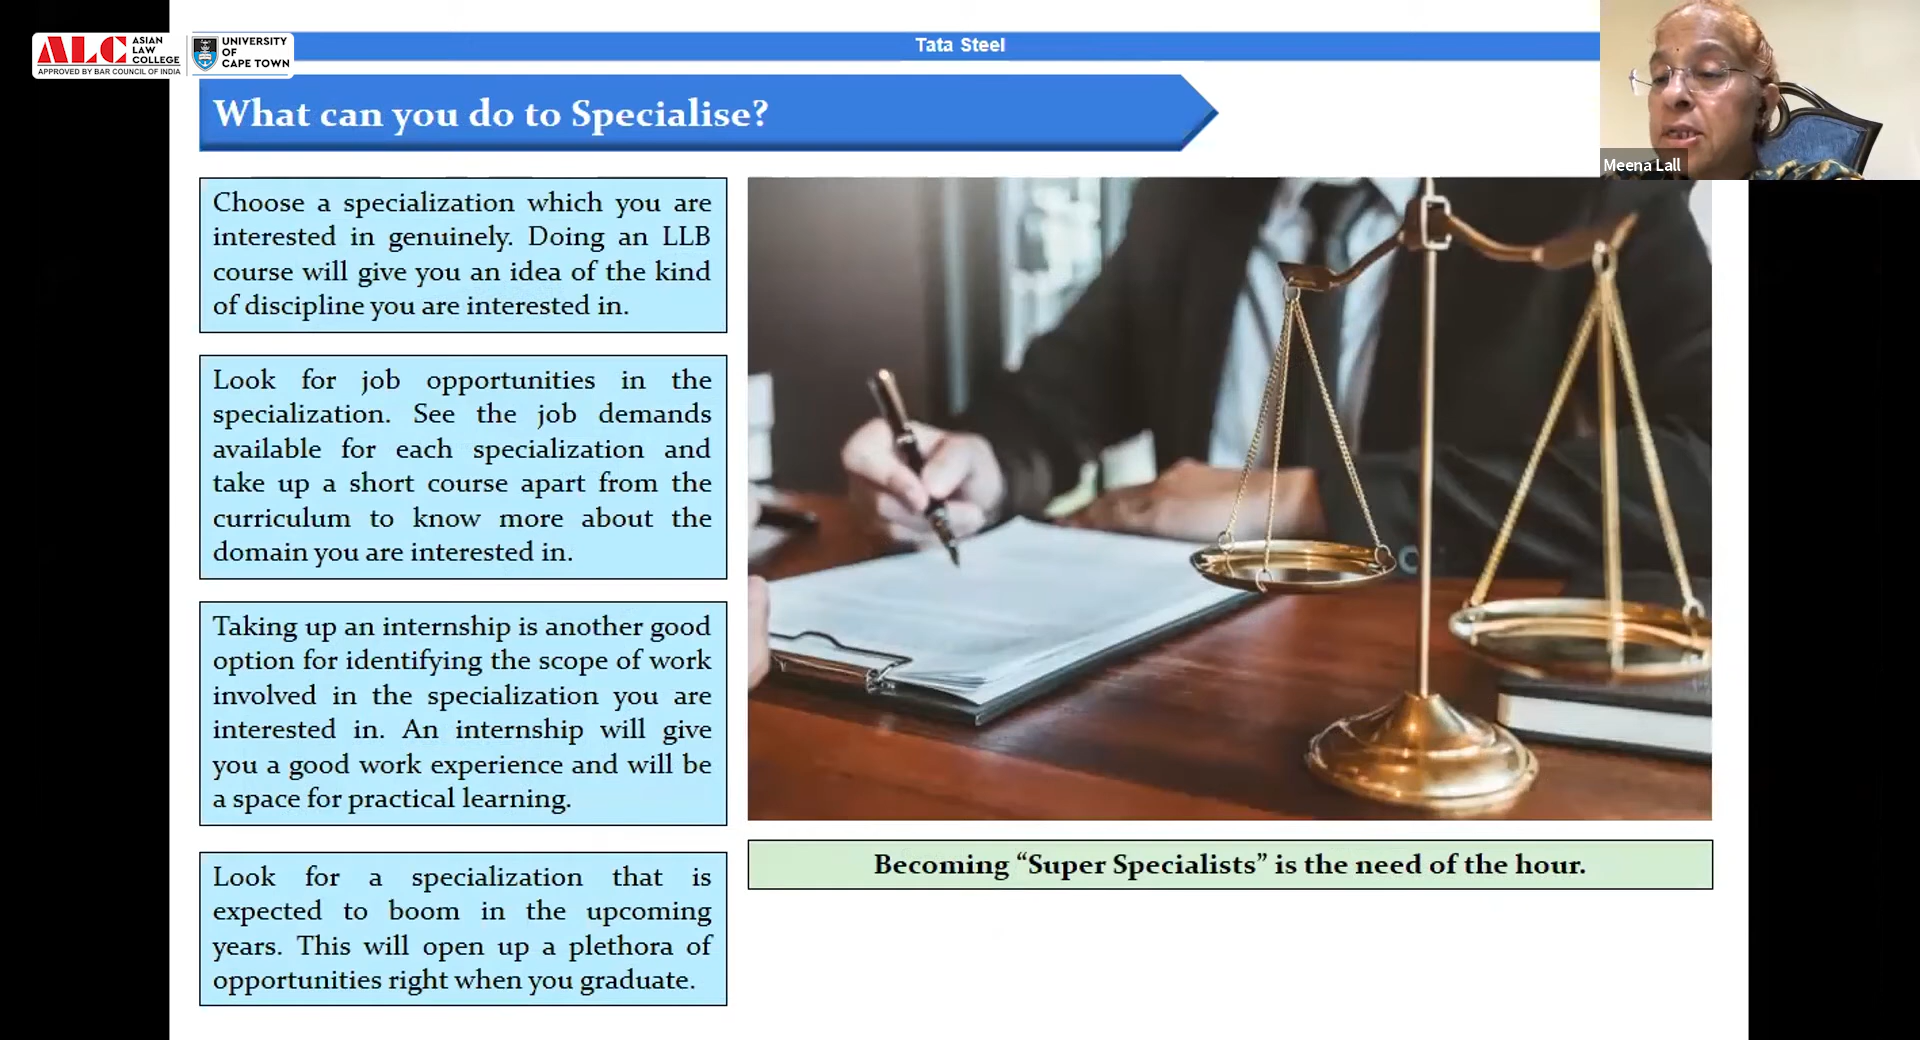 ALC
ASIAN
LAW
COLLEGE
APPROVED BY BAR COUNCIL OF INDIA
UNIVERSITY
OF
CAPE TOWN
Tata Steel
Meena Lall
What can you do to Specialise?
Choose a specialization which you are
interested in genuinely. Doing an LLB
course will give you an idea of the kind
of discipline you are interested in.
Look for job opportunities in the
specialization. See the job demands
available for each specialization and
take up a short course apart from the
curriculum to know more about the
domain you are interested in.
Taking up an internship is another good
option for identifying the scope of work
involved in the specialization you are
interested in. An internship will give
you a good work experience and will be
a space for practical learning.
Look for a specialization that is
expected to boom in the upcoming
years. This will open up a plethora of
opportunities right when you graduate.
Becoming “Super Specialists” is the need of the hour.